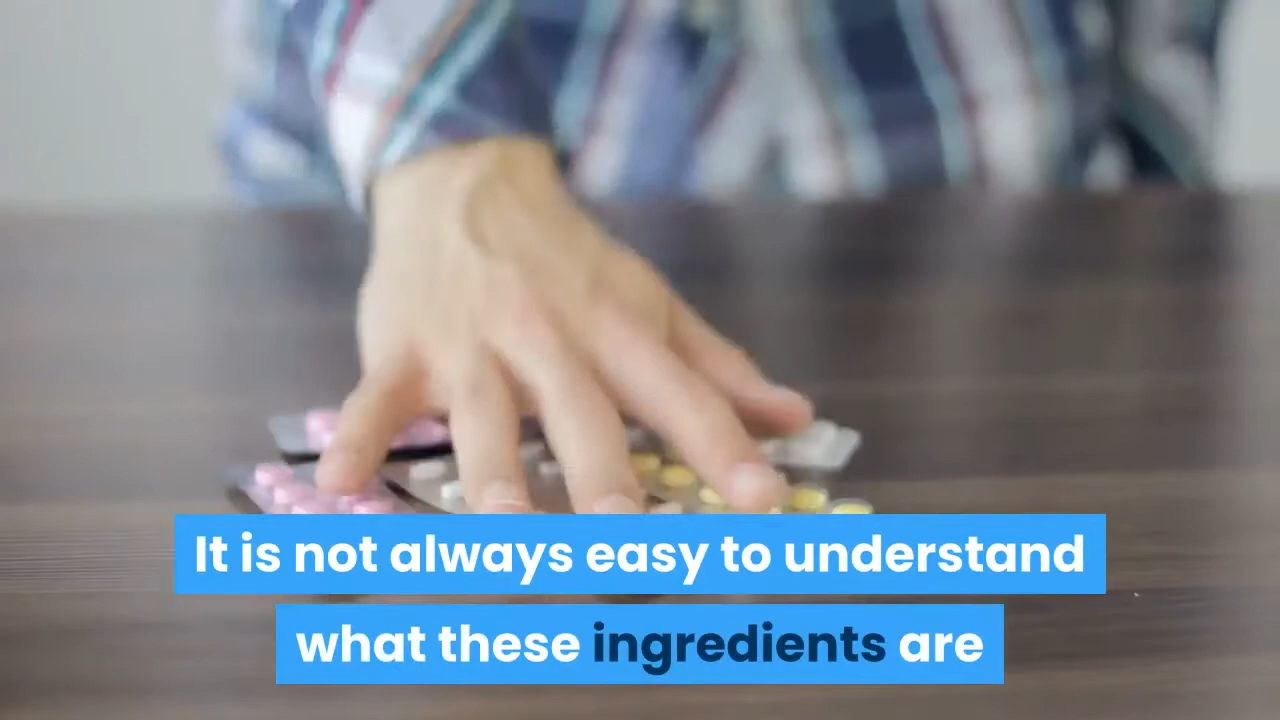 It is not always easy to understand
what these ingredients are